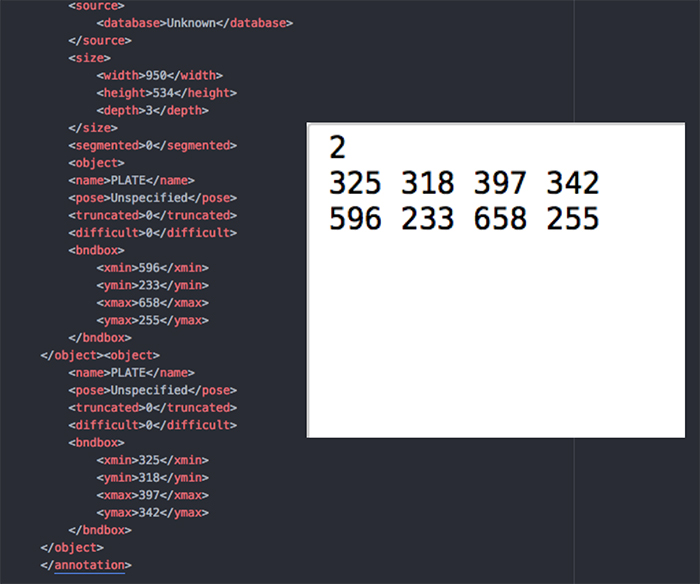 <source>
<database>Unknown</database>
</source>
<size>
<width>950</width>
<height>534</height>
<depth>3</depth>
</size>
<segmented>0</segmented>
<object>
<name>PLATE</name>
<pose>Unspecified</pose>
<truncated>0</truncated>
<difficult>0</difficult>
<bndbox>
<xmin>596</xmin>
<ymin>233</ymin>
<xmax>658</xmax>
<ymax>255</ymax>
</bndbox>
</object><object>
<name>PLATE</name>
<pose>Unspecified</pose>
<truncated>0</truncated>
<difficult>0</difficult>
<bndbox>
<xmin>325</xmin>
<ymin>318</ymin>
<xmax>397</xmax>
<ymax>342</ymax>
</bndbox>
</object>
</annotation>
2
325 318 397 342
596 233 658 255